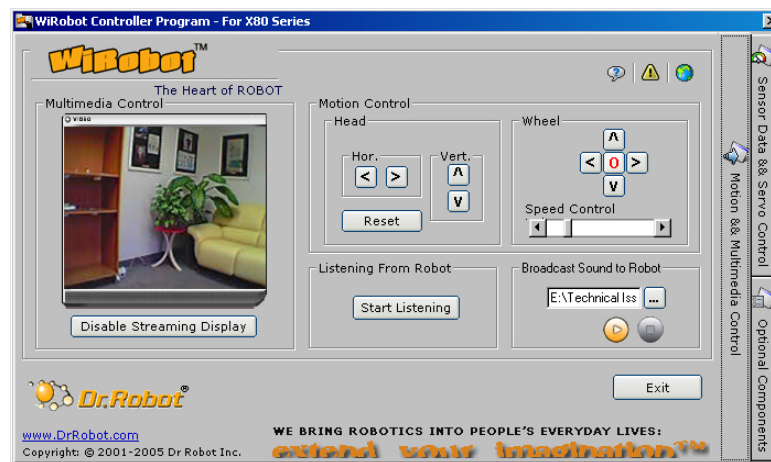 WiRobot Controller Program - For X80 Series
WiRobot™
The Heart of ROBOT
Multimedia Control
VIDEO
Disable Streaming Display
Motion Control
Head
Hor.
< >
Vert.
^
v
Reset
Wheel
^
< O >
v
Speed Control
Listening From Robot
Start Listening
Broadcast Sound to Robot
E:\Technical Iss ...
Exit
Dr.Robot®
www.DrRobot.com
Copyright: © 2001-2005 Dr Robot Inc.
WE BRING ROBOTICS INTO PEOPLE'S EVERYDAY LIVES:
extend your imagination™
Motion && Multimedia Control
Sensor Data && Servo Control
Optional Components